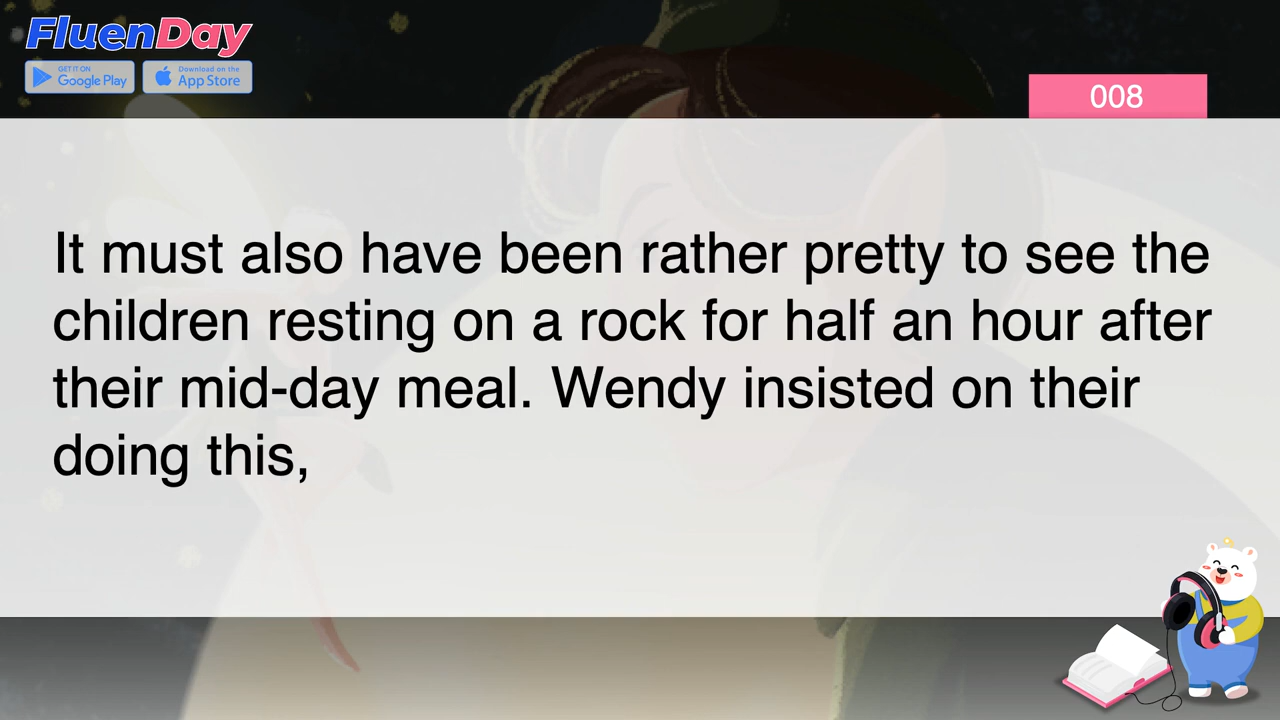 FluenDay
GET IT ON
Google Play
Download on the
App Store
008
It must also have been rather pretty to see the
children resting on a rock for half an hour after
their mid-day meal. Wendy insisted on their
doing this,